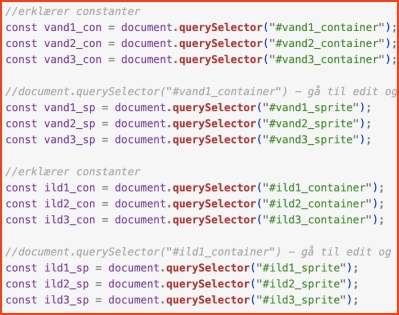 //erklærer constanter
const vand1_con = document.querySelector("#vand1_container");
const vand2_con = document.querySelector("#vand2_container");
const vand3_con = document.querySelector("#vand3_container");
//document.querySelector("#vand1_container") – gå til edit og
const vand1_sp = document.querySelector("#vand1_sprite");
const vand2_sp = document.querySelector("#vand2_sprite");
const vand3_sp = document.querySelector("#vand3_sprite");
//erklærer constanter
const ild1_con = document.querySelector("#ild1_container");
const ild2_con = document.querySelector("#ild2_container");
const ild3_con = document.querySelector("#ild3_container");
//document.querySelector("#ild1_container") – gå til edit og
const ild1_sp = document.querySelector("#ild1_sprite");
const ild2_sp = document.querySelector("#ild2_sprite");
const ild3_sp = document.querySelector("#ild3_sprite");